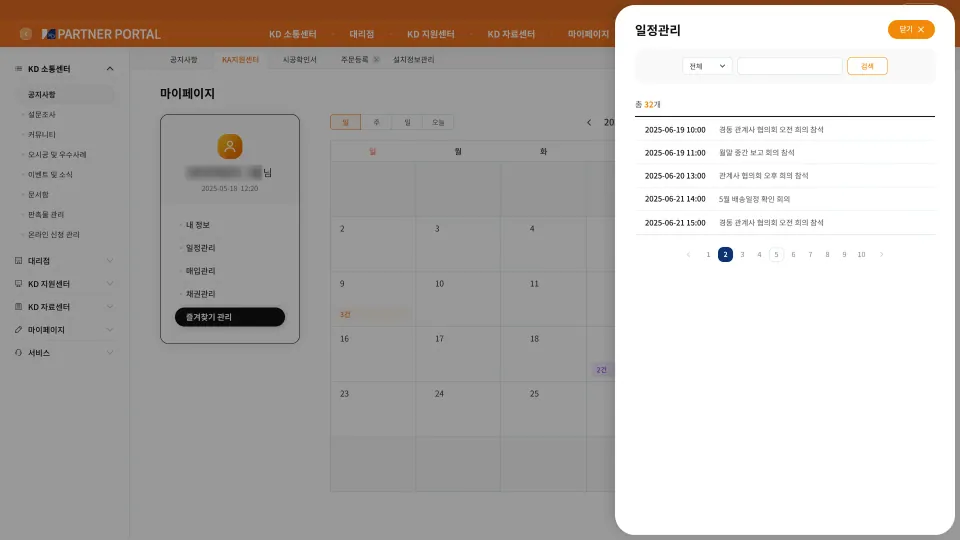 PARTNER PORTAL
KD 소통센터
대리점
KD 지원센터
KD 자료센터
마이페이지
공지사항
KA지원센터
시공확인서
주문등록
설치정보관리
KD 소통센터
공지사항
설문조사
커뮤니티
오시공 및 우수사례
이벤트 및 소식
문서함
판촉물 관리
온라인 신청 관리
대리점
KD 지원센터
KD 자료센터
마이페이지
서비스
마이페이지
님
2025.05.16 12:20
내 정보
일정관리
매입관리
채권관리
즐겨찾기 관리
일 주 월 오늘
20
일 월 화
2 3 4
9 10 11
3건
16 17 18
2건
23 24 25
일정관리
닫기
전체
검색
총 32개
2025-06-19 10:00 경동 관계사 협의회 오전 회의 참석
2025-06-19 11:00 월말 중간 보고 회의 참석
2025-06-20 13:00 관계사 협의회 오후 회의 참석
2025-06-21 14:00 5월 배송일정 확인 회의
2025-06-21 15:00 경동 관계사 협의회 오전 회의 참석
1 2 3 4 5 6 7 8 9 10